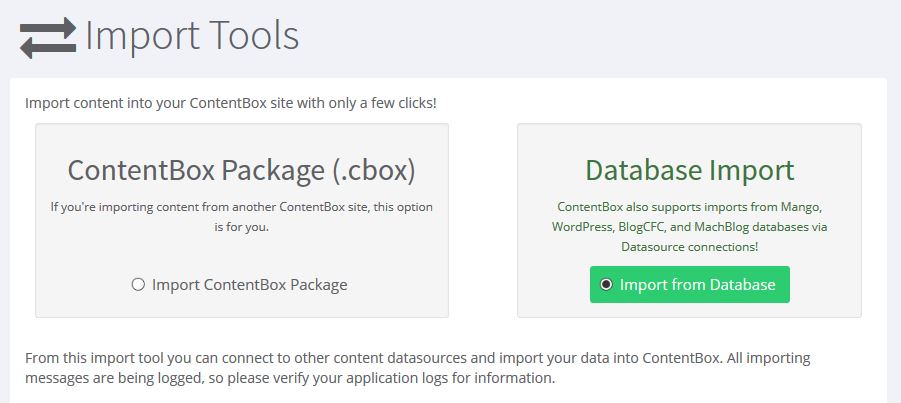 Import Tools
Import content into your ContentBox site with only a few clicks!
ContentBox Package (.cbox)
If you're importing content from another ContentBox site, this option
is for you.
Import ContentBox Package
Database Import
ContentBox also supports imports from Mango,
WordPress, BlogCFC, and MachBlog databases via
Datasource connections!
Import from Database
From this import tool you can connect to other content datasources and import your data into ContentBox. All importing
messages are being logged, so please verify your application logs for information.